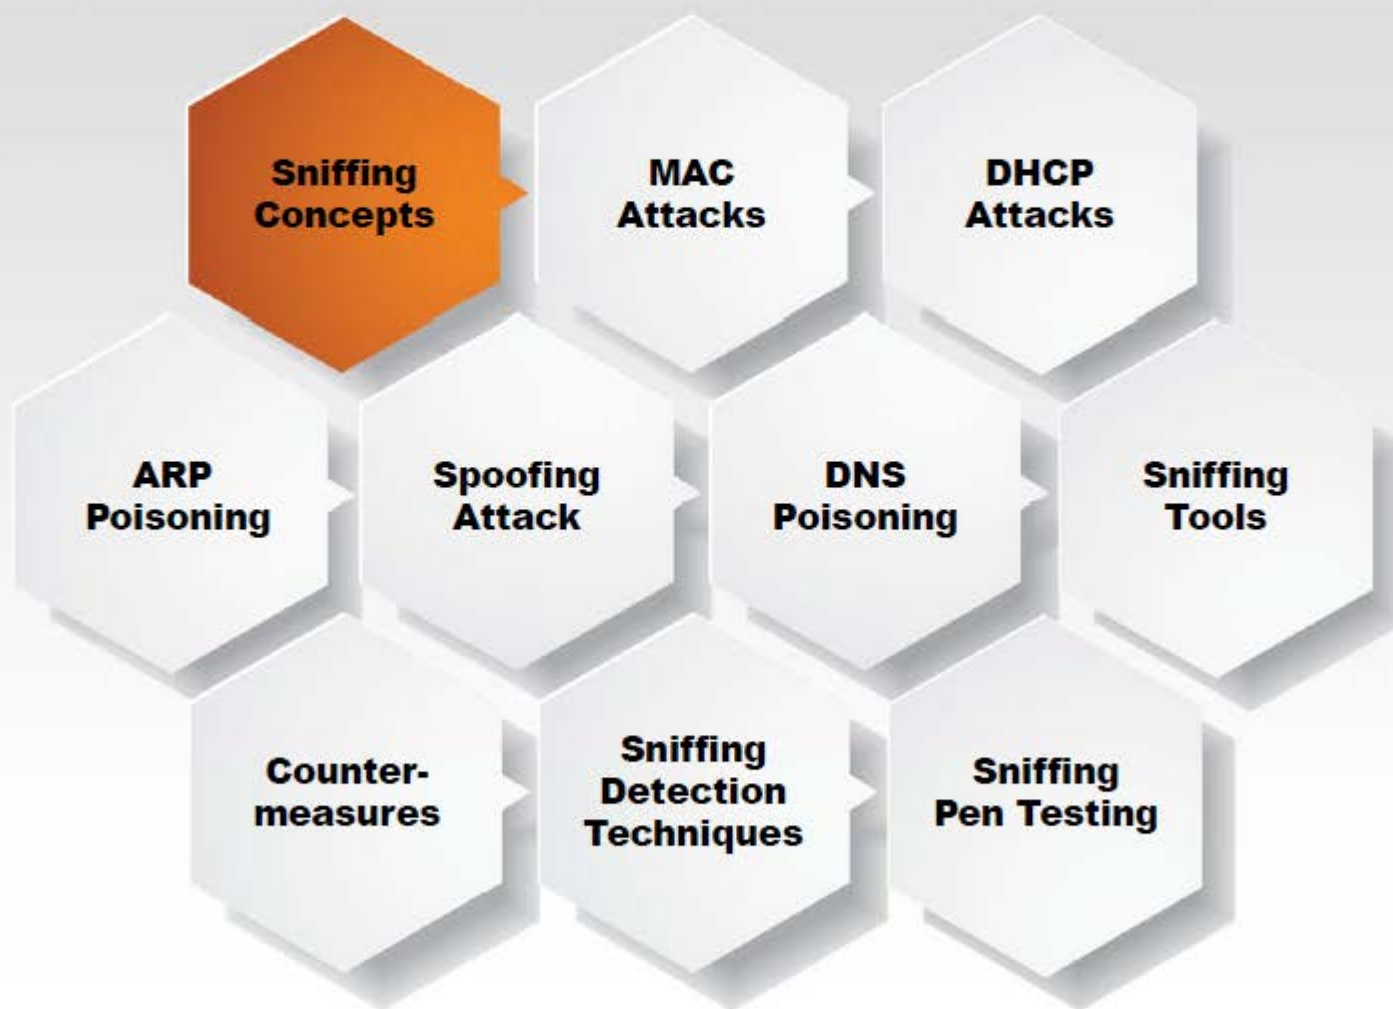 Sniffing
Concepts
MAC
Attacks
DHCP
Attacks
ARP
Poisoning
Spoofing
Attack
DNS
Poisoning
Sniffing
Tools
Counter-
measures
Sniffing
Detection
Techniques
Sniffing
Pen Testing